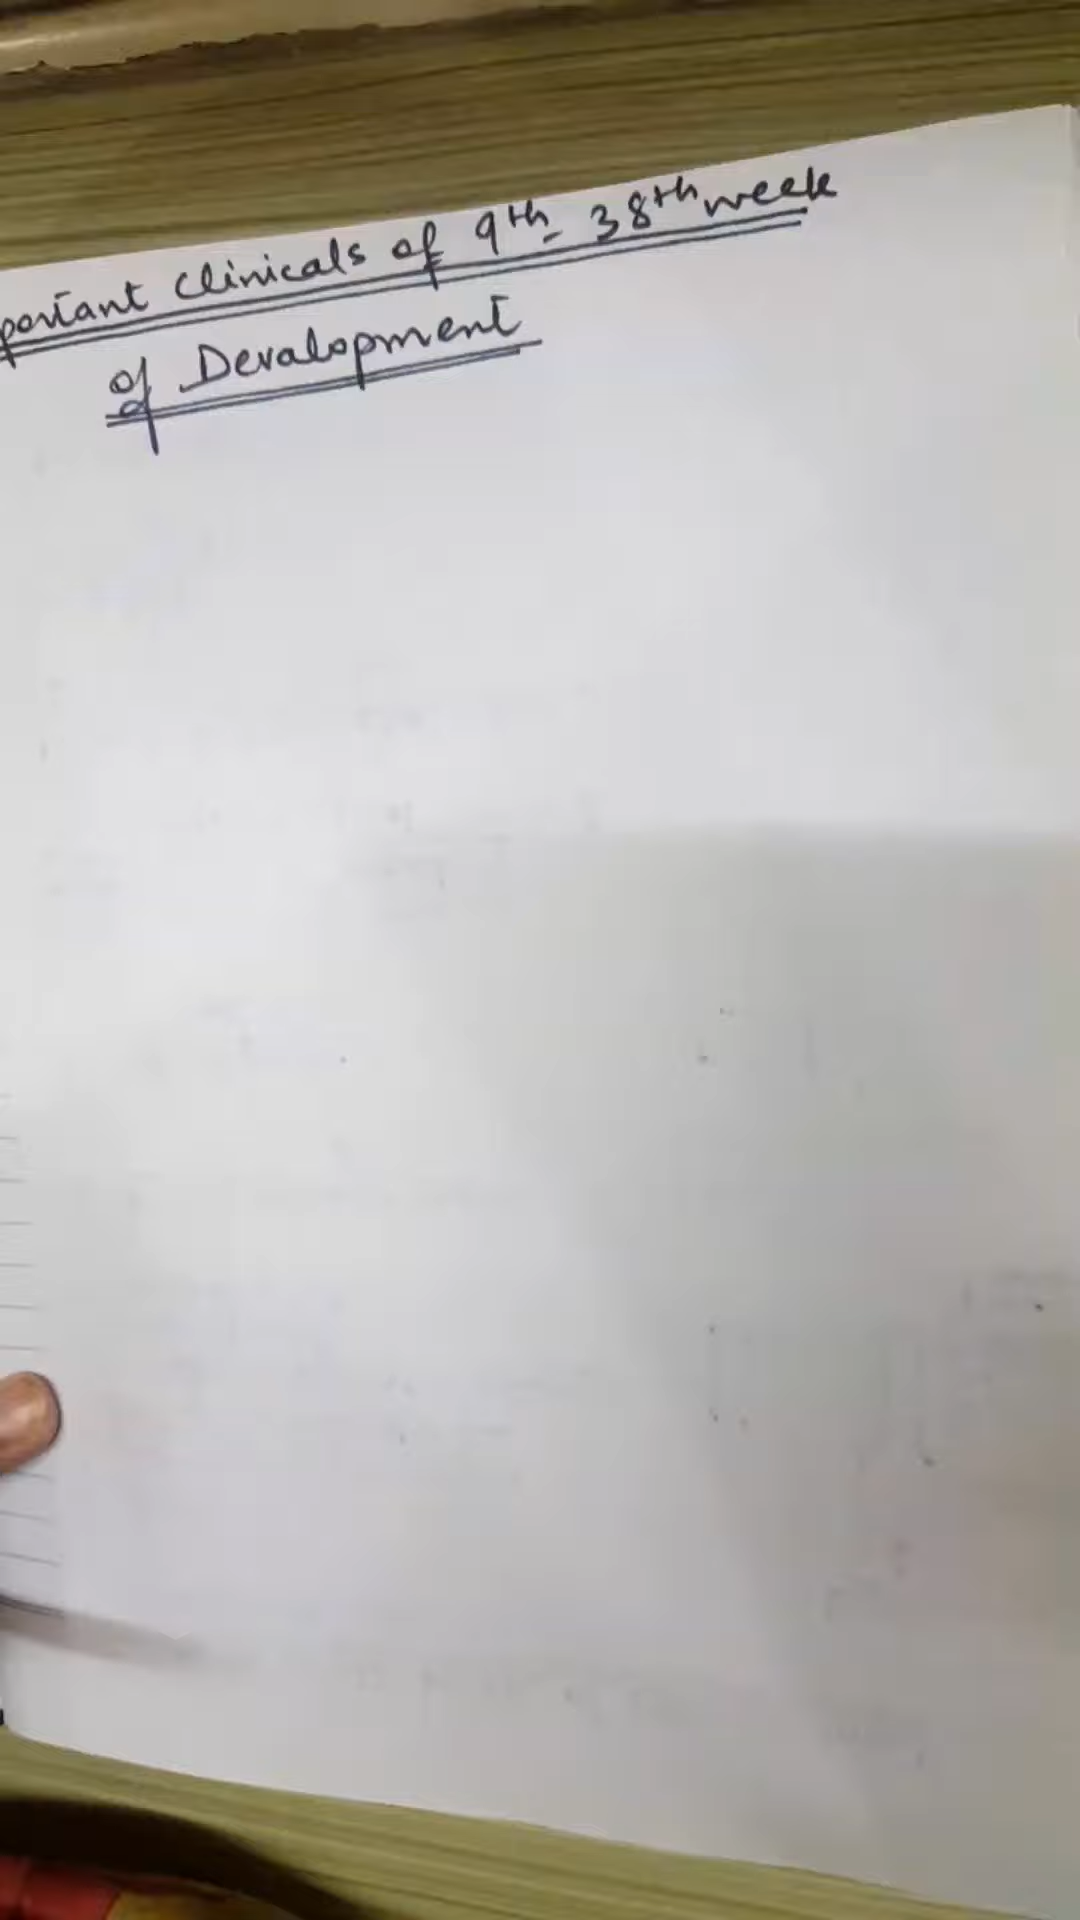 portant clinicals of 9th - 38th week
of Devalopment